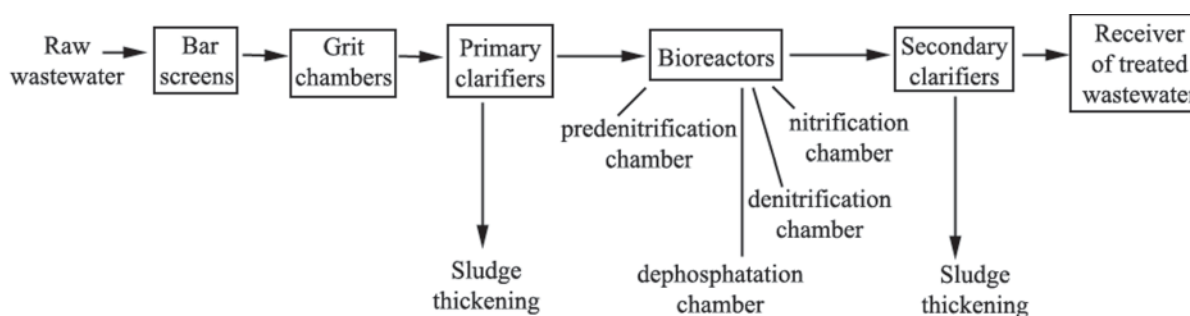 Raw
wastewater
Bar
screens
Grit
chambers
Primary
clarifiers
Bioreactors
Secondary
clarifiers
Receiver
of treated
wastewater
predenitrification
chamber
nitrification
chamber
denitrification
chamber
dephosphatation
chamber
Sludge
thickening
Sludge
thickening